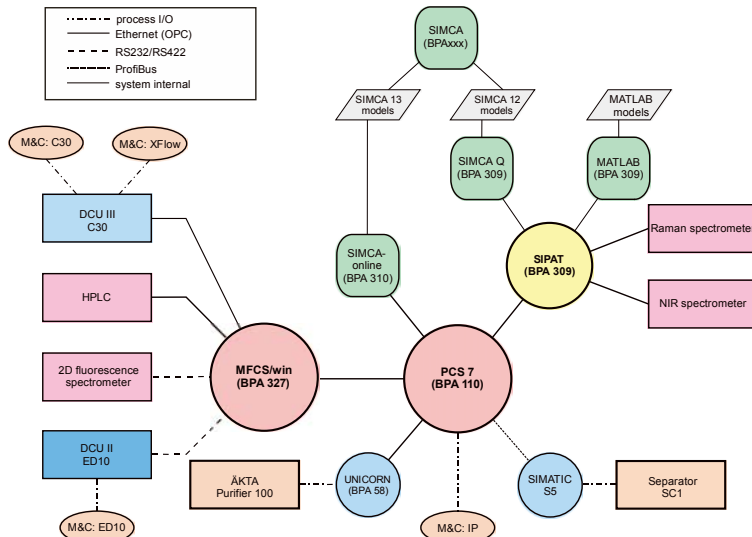 process I/O
Ethernet (OPC)
RS232/RS422
ProfiBus
system internal
SIMCA
(BPAxxx)
SIMCA 13
models
SIMCA 12
models
MATLAB
models
M&C: C30
M&C: XFlow
SIMCA Q
(BPA 309)
MATLAB
(BPA 309)
DCU III
C30
SIMCA-
online
(BPA 310)
SIPAT
(BPA 309)
Raman spectrometer
HPLC
NIR spectrometer
2D fluorescence
spectrometer
MFCS/win
(BPA 327)
PCS 7
(BPA 110)
DCU II
ED10
ÄKTA
Purifier 100
UNICORN
(BPA 58)
SIMATIC
S5
Separator
SC1
M&C: ED10
M&C: IP